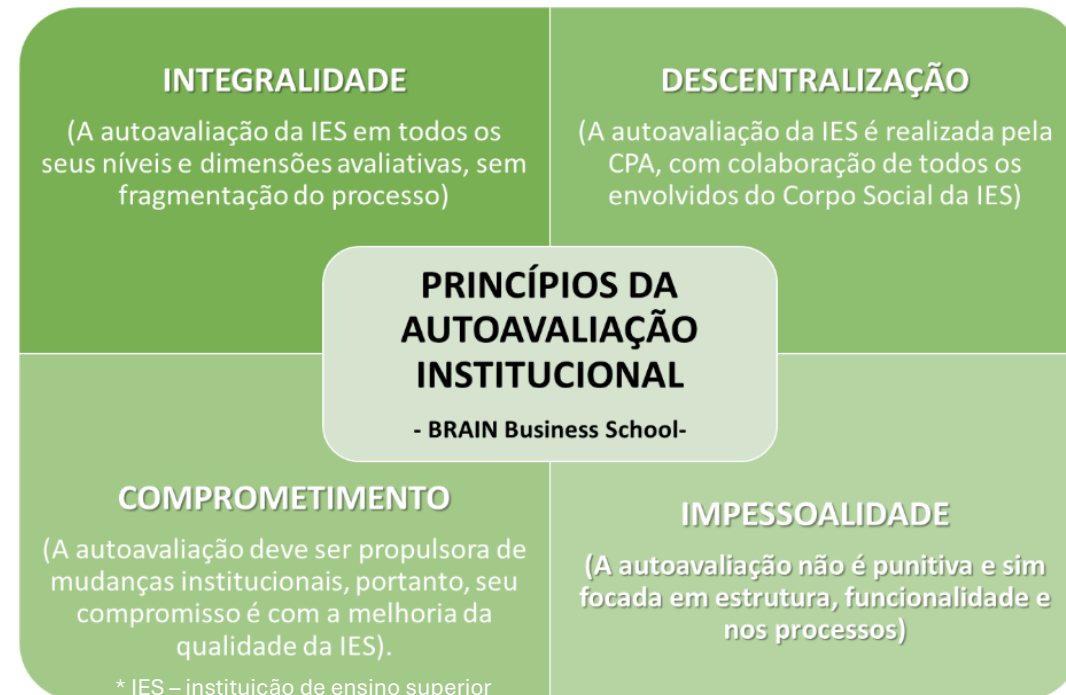 INTEGRALIDADE
(A autoavaliação da IES em todos os
seus níveis e dimensões avaliativas, sem
fragmentação do processo)
DESCENTRALIZAÇÃO
(A autoavaliação da IES é realizada pela
CPA, com colaboração de todos os
envolvidos do Corpo Social da IES)
PRINCÍPIOS DA
AUTOAVALIAÇÃO
INSTITUCIONAL
- BRAIN Business School-
COMPROMETIMENTO
(A autoavaliação deve ser propulsora de
mudanças institucionais, portanto, seu
compromisso é com a melhoria da
qualidade da IES).
* IES – instituição de ensino superior
IMPESSOALIDADE
(A autoavaliação não é punitiva e sim
focada em estrutura, funcionalidade e
nos processos)